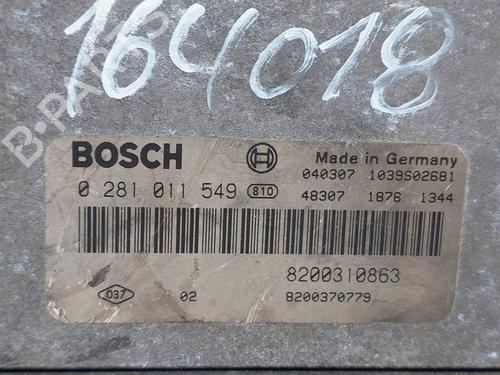 164018
B-PARTS
BOSCH
Made in Germany
040307 1039S02681
0 281 011 549 810
48307 1876 1344
8200310863
037 02 8200370779